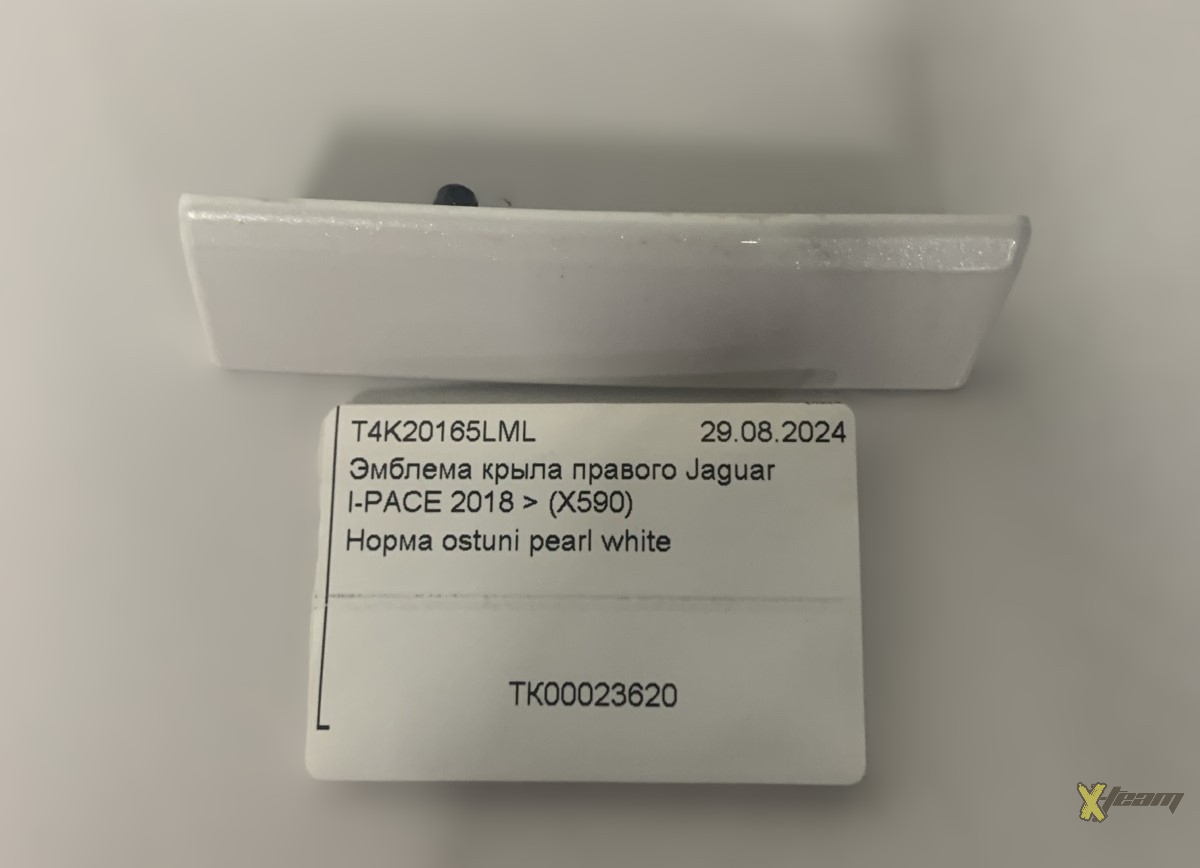 T4K20165LML 29.08.2024
Эмблема крыла правого Jaguar
I-PACE 2018 > (X590)
Норма ostuni pearl white
TK00023620
X-team